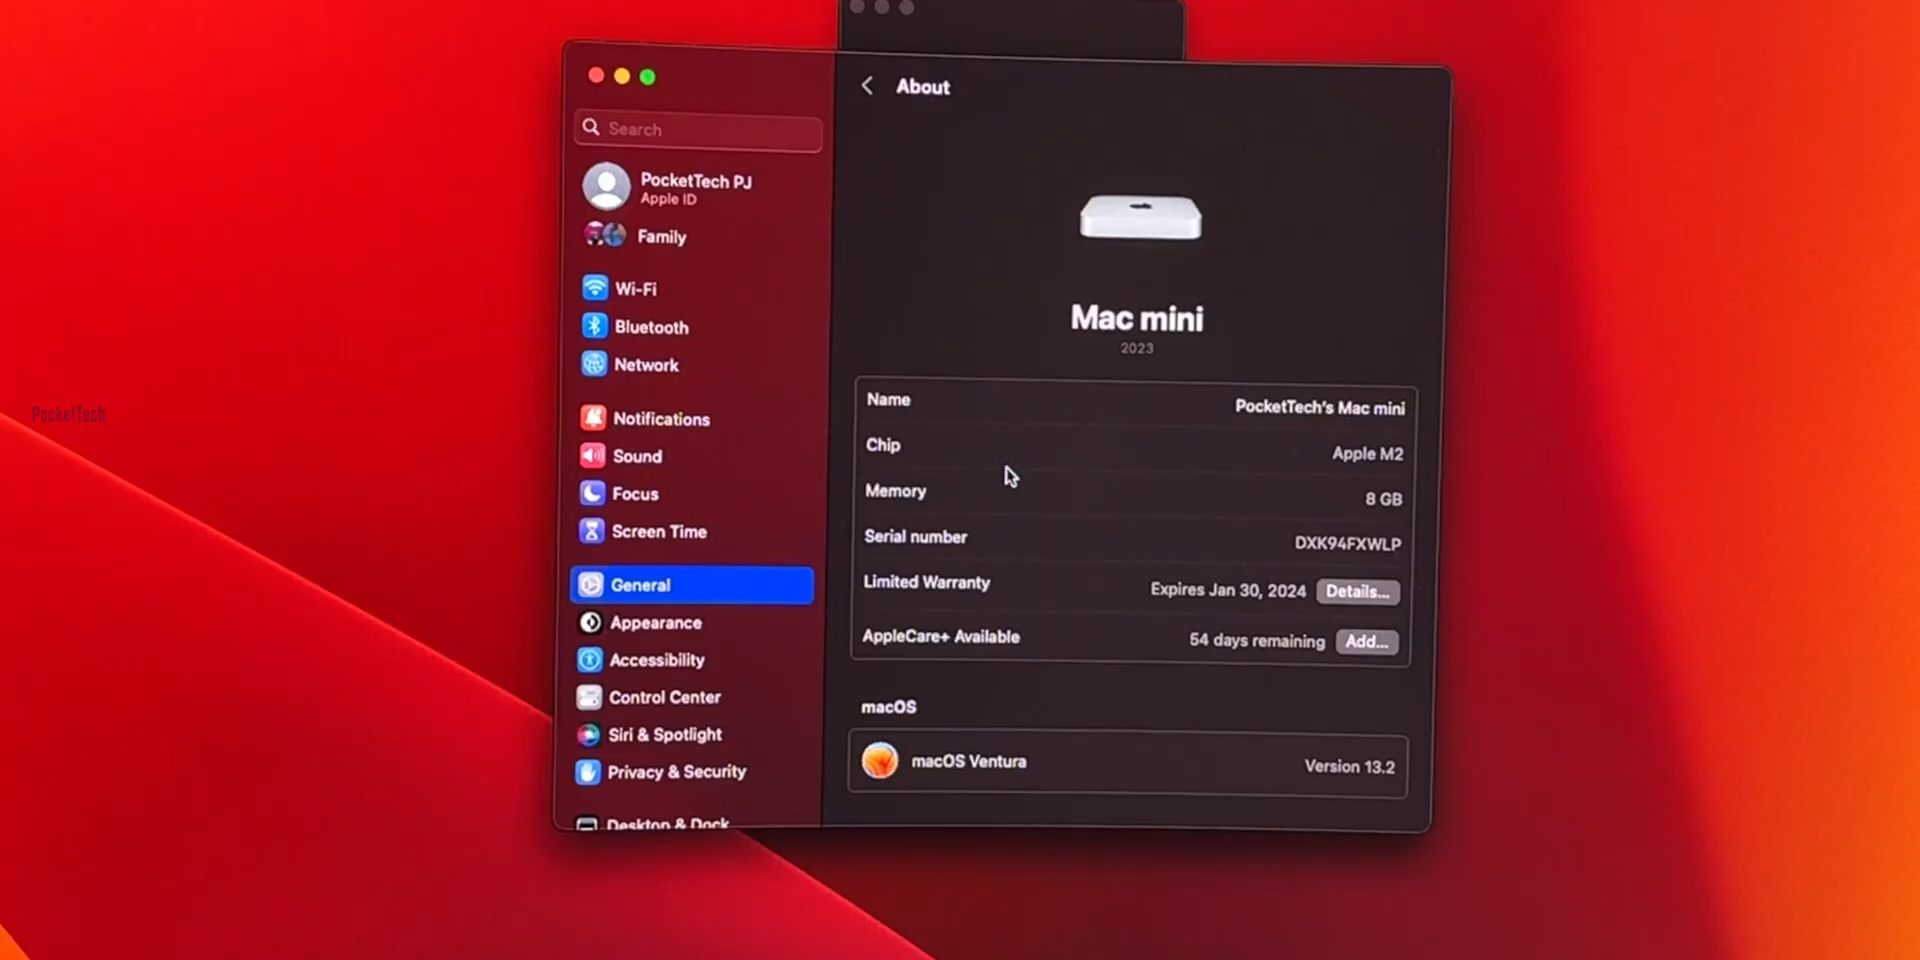 About
Search
PocketTech PJ
Apple ID
Family
Wi-Fi
Bluetooth
Network
Notifications
Sound
Focus
Screen Time
General
Appearance
Accessibility
Control Center
Siri & Spotlight
Privacy & Security
Desktop & Dock
Mac mini
2023
Name PocketTech's Mac mini
Chip Apple M2
Memory 8 GB
Serial number DXK94FXWLP
Limited Warranty Expires Jan 30, 2024 Details...
AppleCare+ Available 54 days remaining Add...
macOS
macOS Ventura Version 13.2
PocketTech